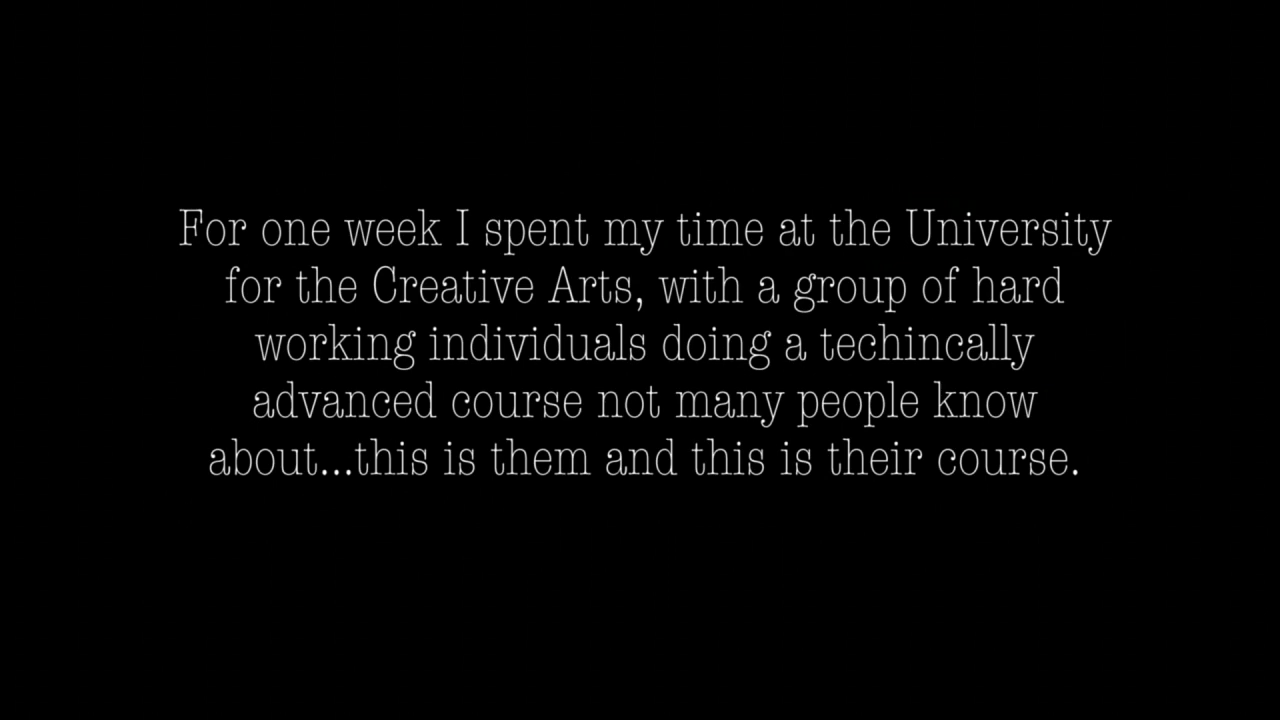 For one week I spent my time at the University
for the Creative Arts, with a group of hard
working individuals doing a techincally
advanced course not many people know
about...this is them and this is their course.